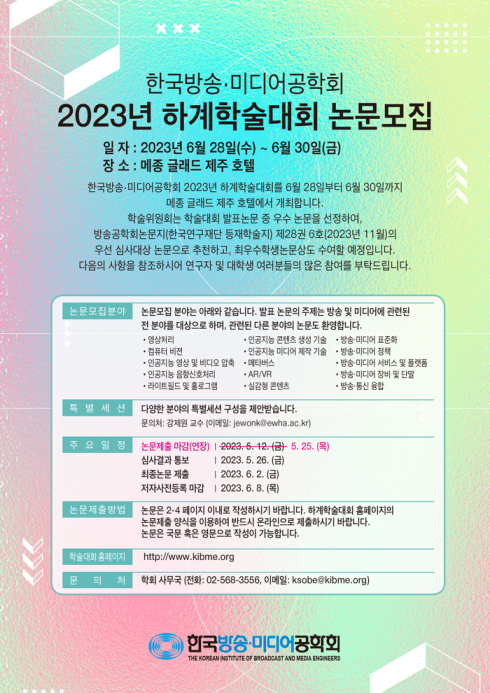 한국방송·미디어공학회
2023년 하계학술대회 논문모집
일 자 : 2023년 6월 28일(수) ~ 6월 30일(금)
장 소 : 메종 글래드 제주 호텔
한국방송·미디어공학회 2023년 하계학술대회를 6월 28일부터 6월 30일까지
메종 글래드 제주 호텔에서 개최합니다.
학술위원회는 학술대회 발표논문 중 우수 논문을 선정하여,
방송공학회논문지(한국연구재단 등재학술지) 제28권 6호(2023년 11월)의
우선 심사대상 논문으로 추천하고, 최우수학생논문상도 수여할 예정입니다.
다음의 사항을 참조하시어 연구자 및 대학생 여러분들의 많은 참여를 부탁드립니다.
논문모집분야
논문모집 분야는 아래와 같습니다. 발표 논문의 주제는 방송 및 미디어에 관련된
전 분야를 대상으로 하며, 관련된 다른 분야의 논문도 환영합니다.
• 영상처리 • 인공지능 콘텐츠 생성 기술 • 방송·미디어 표준화
• 컴퓨터 비전 • 인공지능 미디어 제작 기술 • 방송·미디어 정책
• 인공지능 영상 및 비디오 압축 • 메타버스 • 방송·미디어 서비스 및 플랫폼
• 인공지능 음향신호처리 • AR/VR • 방송·미디어 장비 및 단말
• 라이트필드 및 홀로그램 • 실감형 콘텐츠 • 방송·통신 융합
특 별 세 션
다양한 분야의 특별세션 구성을 제안받습니다.
문의처: 강제원 교수 (이메일: jewonk@ewha.ac.kr)
주 요 일 정
논문제출 마감(연장) | 2023. 5. 12. (금) 5. 25. (목)
심사결과 통보 | 2023. 5. 26. (금)
최종논문 제출 | 2023. 6. 2. (금)
저자사전등록 마감 | 2023. 6. 8. (목)
논문제출방법
논문은 2-4 페이지 이내로 작성하시기 바랍니다. 하계학술대회 홈페이지의
논문제출 양식을 이용하여 반드시 온라인으로 제출하시기 바랍니다.
논문은 국문 혹은 영문으로 작성이 가능합니다.
학술대회 홈페이지
http://www.kibme.org
문 의 처
학회 사무국 (전화: 02-568-3556, 이메일: ksobe@kibme.org)
한국방송·미디어공학회
THE KOREAN INSTITUTE OF BROADCAST AND MEDIA ENGINEERS